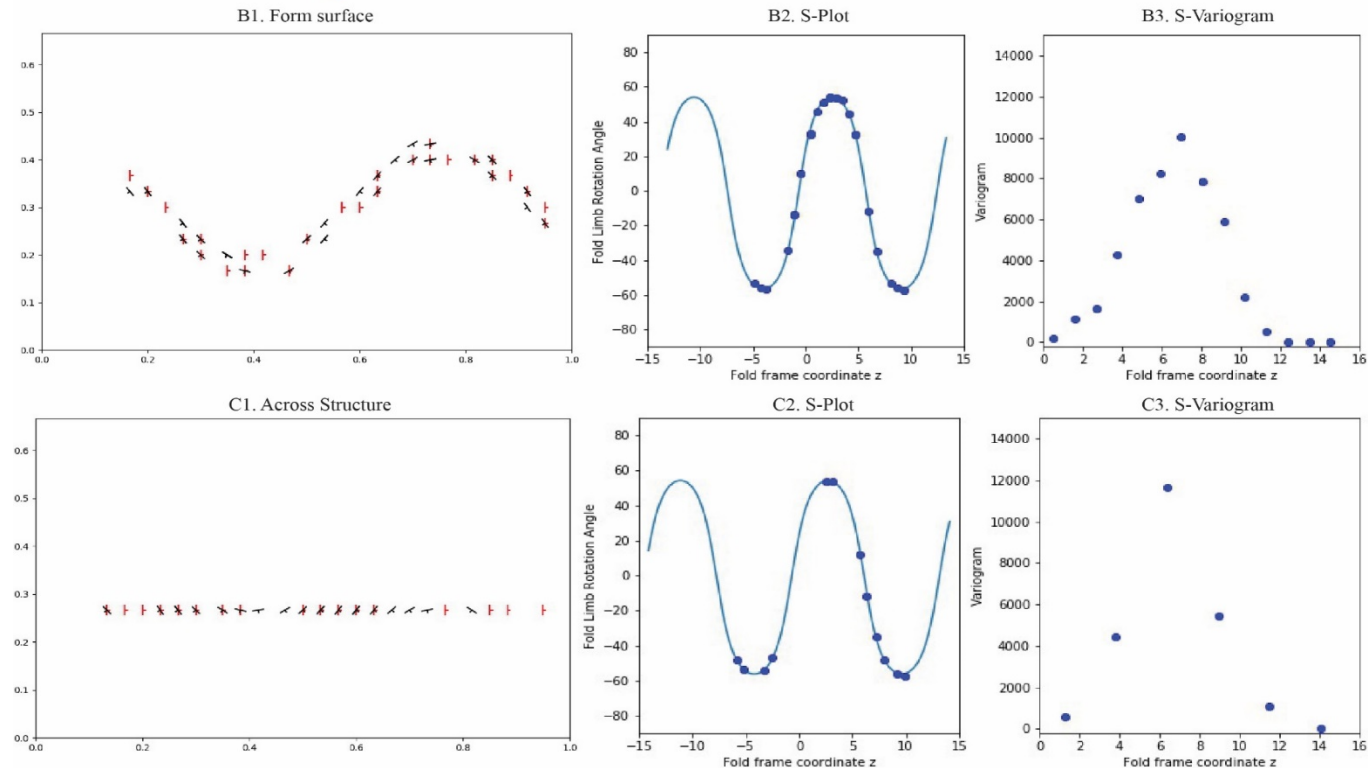 B1. Form surface
0.6
0.5
0.4
0.3
0.2
0.1
0.0
0.0 0.2 0.4 0.6 0.8 1.0
B2. S-Plot
Fold Limb Rotation Angle
80
60
40
20
0
−20
−40
−60
−80
−15 −10 −5 0 5 10 15
Fold frame coordinate z
B3. S-Variogram
Variogram
14000
12000
10000
8000
6000
4000
2000
0
0 2 4 6 8 10 12 14 16
Fold frame coordinate z
C1. Across Structure
0.6
0.5
0.4
0.3
0.2
0.1
0.0
0.0 0.2 0.4 0.6 0.8 1.0
C2. S-Plot
Fold Limb Rotation Angle
80
60
40
20
0
−20
−40
−60
−80
−15 −10 −5 0 5 10 15
Fold frame coordinate z
C3. S-Variogram
Variogram
14000
12000
10000
8000
6000
4000
2000
0
0 2 4 6 8 10 12 14 16
Fold frame coordinate z